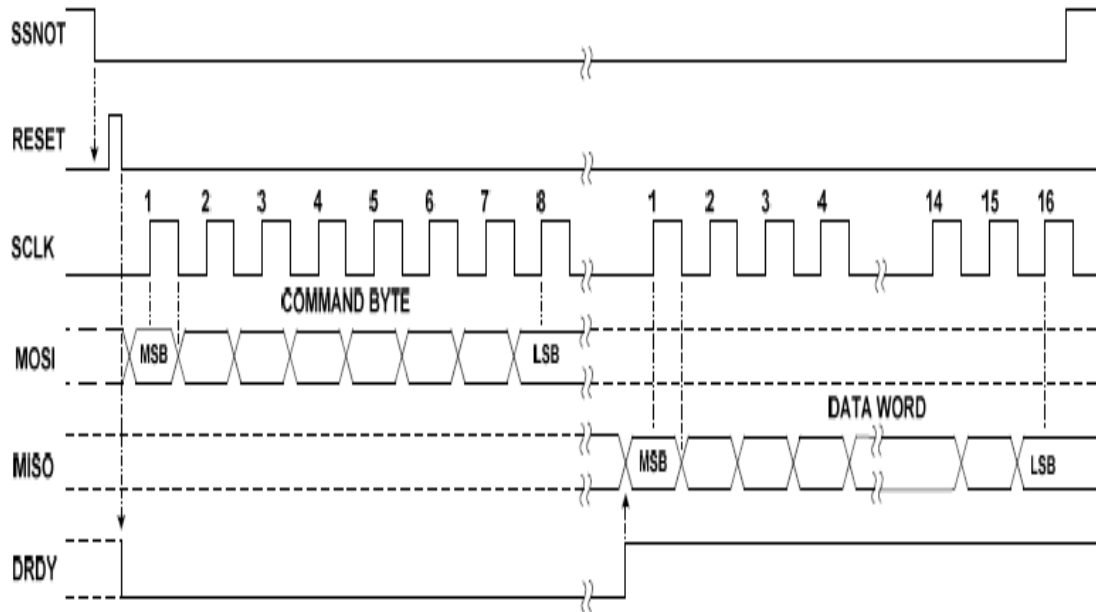 SSNOT
RESET
1 2 3 4 5 6 7 8 1 2 3 4 14 15 16
SCLK
COMMAND BYTE
MOSI MSB LSB
DATA WORD
MISO MSB LSB
DRDY